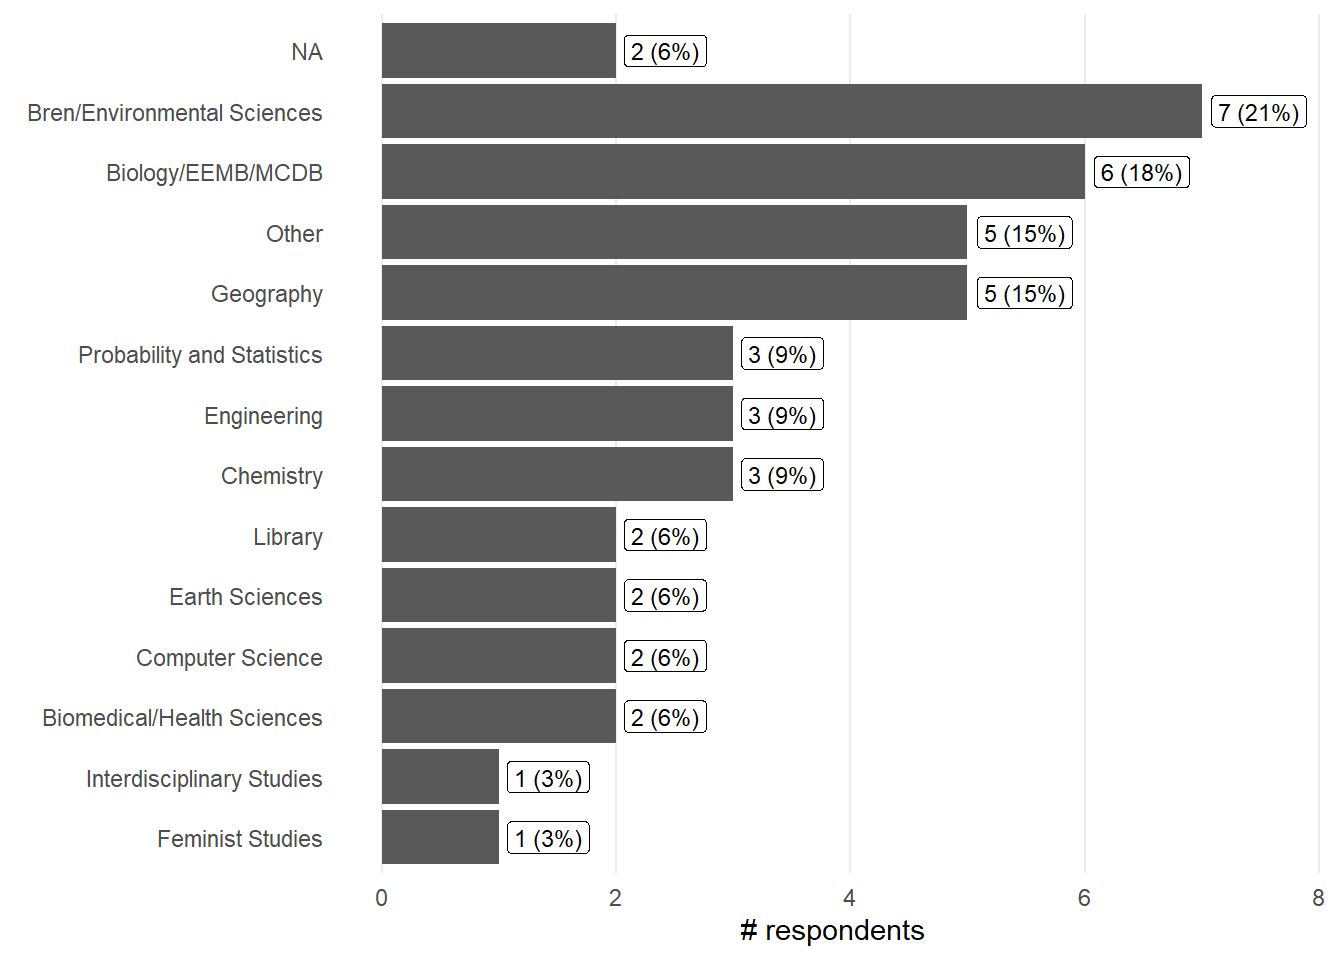 NA 2 (6%)
Bren/Environmental Sciences 7 (21%)
Biology/EEMB/MCDB 6 (18%)
Other 5 (15%)
Geography 5 (15%)
Probability and Statistics 3 (9%)
Engineering 3 (9%)
Chemistry 3 (9%)
Library 2 (6%)
Earth Sciences 2 (6%)
Computer Science 2 (6%)
Biomedical/Health Sciences 2 (6%)
Interdisciplinary Studies 1 (3%)
Feminist Studies 1 (3%)
0 2 4 6 8
# respondents